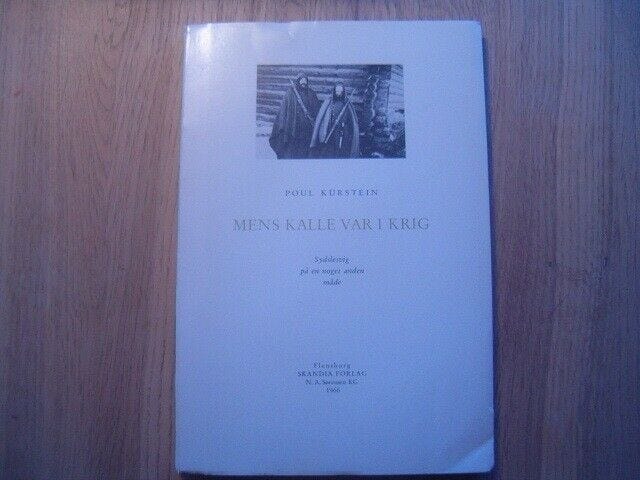 POUL KÜRSTEIN
MENS KALLE VAR I KRIG
Sydslesvig
på en noget anden
måde
Flensborg
SKANDIA FORLAG
N. A. Sørensen KG
1966